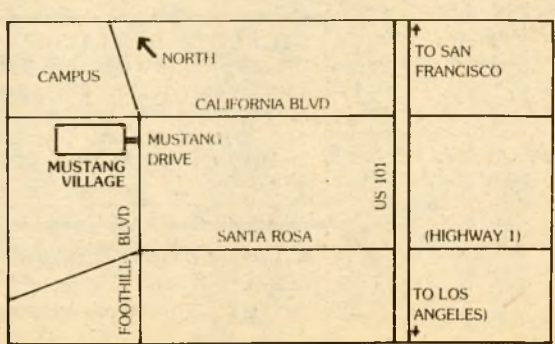 NORTH
CAMPUS
TO SAN
FRANCISCO
CALIFORNIA BLVD
MUSTANG
DRIVE
MUSTANG
VILLAGE
US 101
FOOTHILL BLVD
SANTA ROSA
(HIGHWAY 1)
TO LOS
ANGELES)